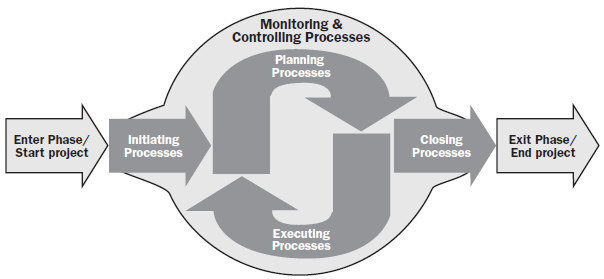 Monitoring &
Controlling Processes
Planning
Processes
Enter Phase/
Start project
Initiating
Processes
Closing
Processes
Exit Phase/
End project
Executing
Processes